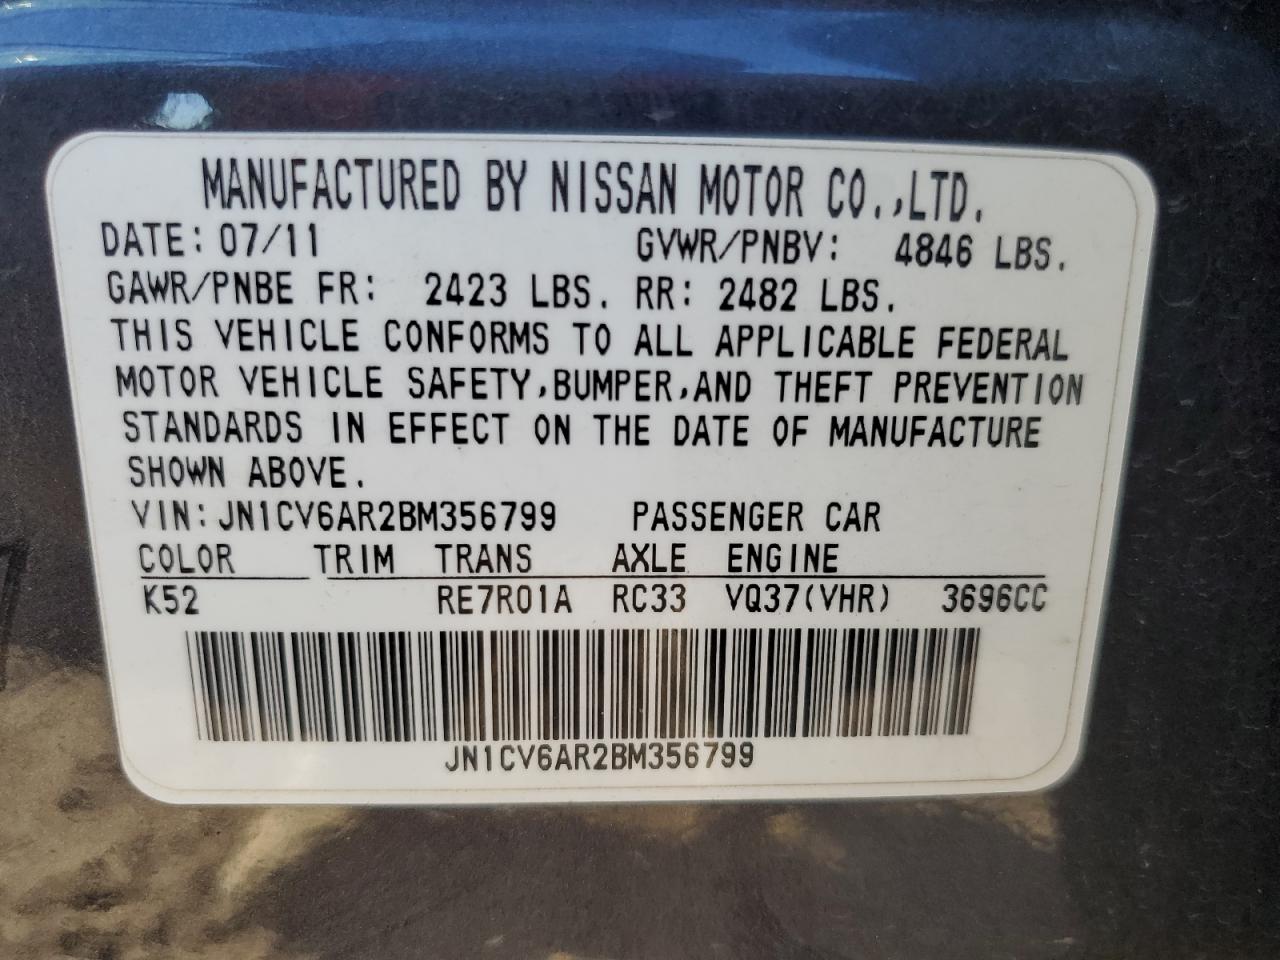 MANUFACTURED BY NISSAN MOTOR CO.,LTD.
DATE: 07/11 GVWR/PNBV: 4846 LBS.
GAWR/PNBE FR: 2423 LBS. RR: 2482 LBS.
THIS VEHICLE CONFORMS TO ALL APPLICABLE FEDERAL
MOTOR VEHICLE SAFETY,BUMPER,AND THEFT PREVENTION
STANDARDS IN EFFECT ON THE DATE OF MANUFACTURE
SHOWN ABOVE.
VIN: JN1CV6AR2BM356799 PASSENGER CAR
COLOR TRIM TRANS AXLE ENGINE
K52 RE7R01A RC33 VQ37(VHR) 3696CC
JN1CV6AR2BM356799